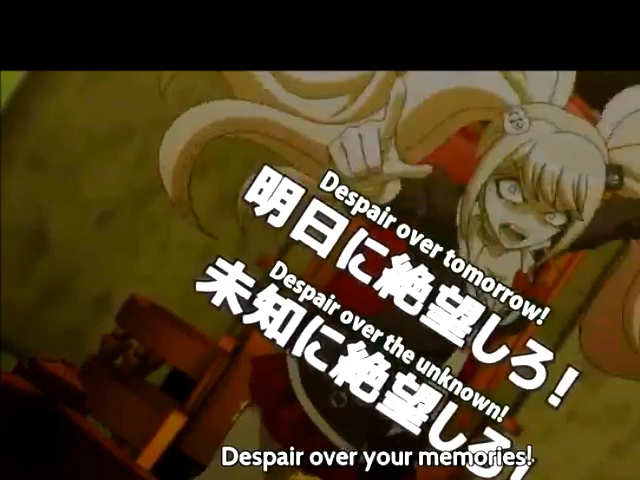 Despair over tomorrow!
明日に絶望しろ！
Despair over the unknown!
未知に絶望しろ！
Despair over your memories!